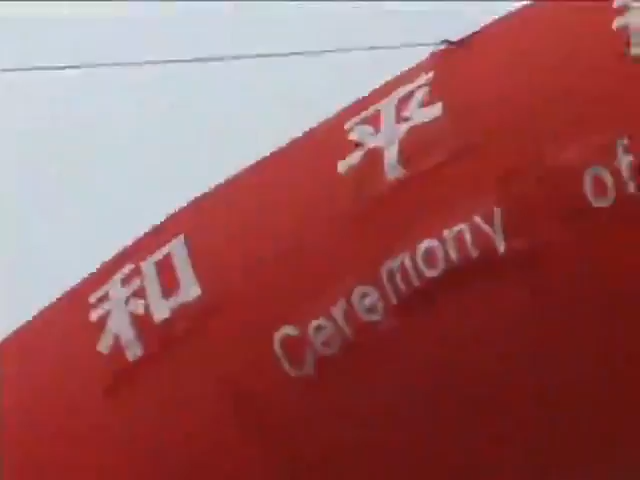 和平
Ceremony of